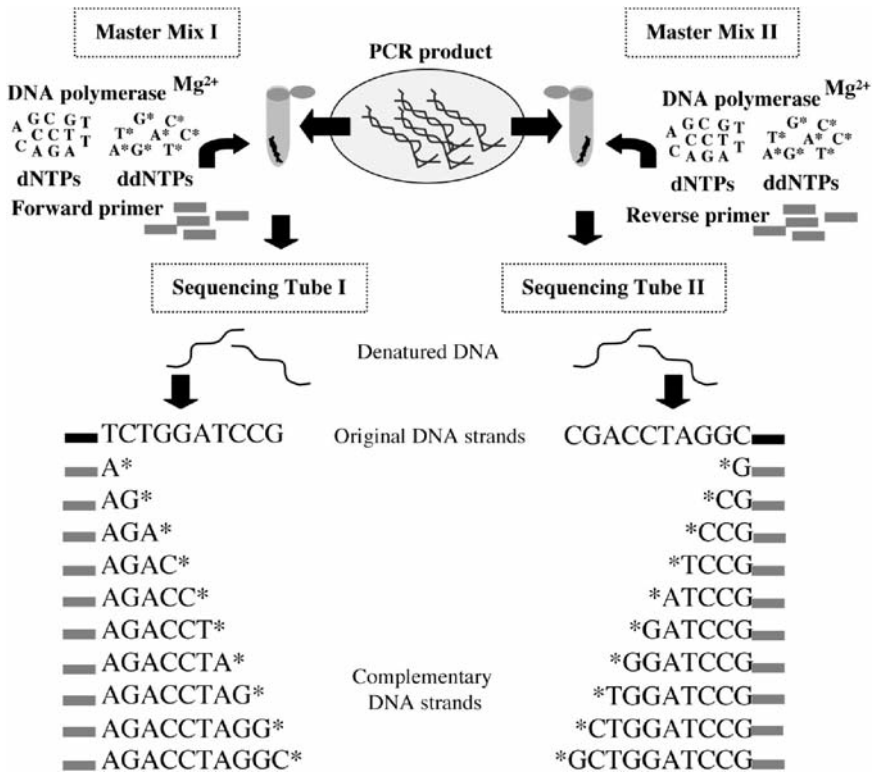 Master Mix I
Master Mix II
PCR product
DNA polymerase Mg2+
A G C G T
C C T T
C A G A
G* C*
T* A* C*
A* G* T*
dNTPs ddNTPs
Forward primer
DNA polymerase Mg2+
A G C G T
C C T T
C A G A
G* C*
T* A* C*
A* G* T*
dNTPs ddNTPs
Reverse primer
Sequencing Tube I
Sequencing Tube II
Denatured DNA
TCTGGATCCG Original DNA strands CGACCTAGGC
A* *G
AG* *CG
AGA* *CCG
AGAC* *TCCG
AGACC* *ATCCG
AGACCT* *GATCCG
AGACCTA* *GGATCCG
Complementary
DNA strands
AGACCTAG* *TGGATCCG
AGACCTAGG* *CTGGATCCG
AGACCTAGGC* *GCTGGATCCG